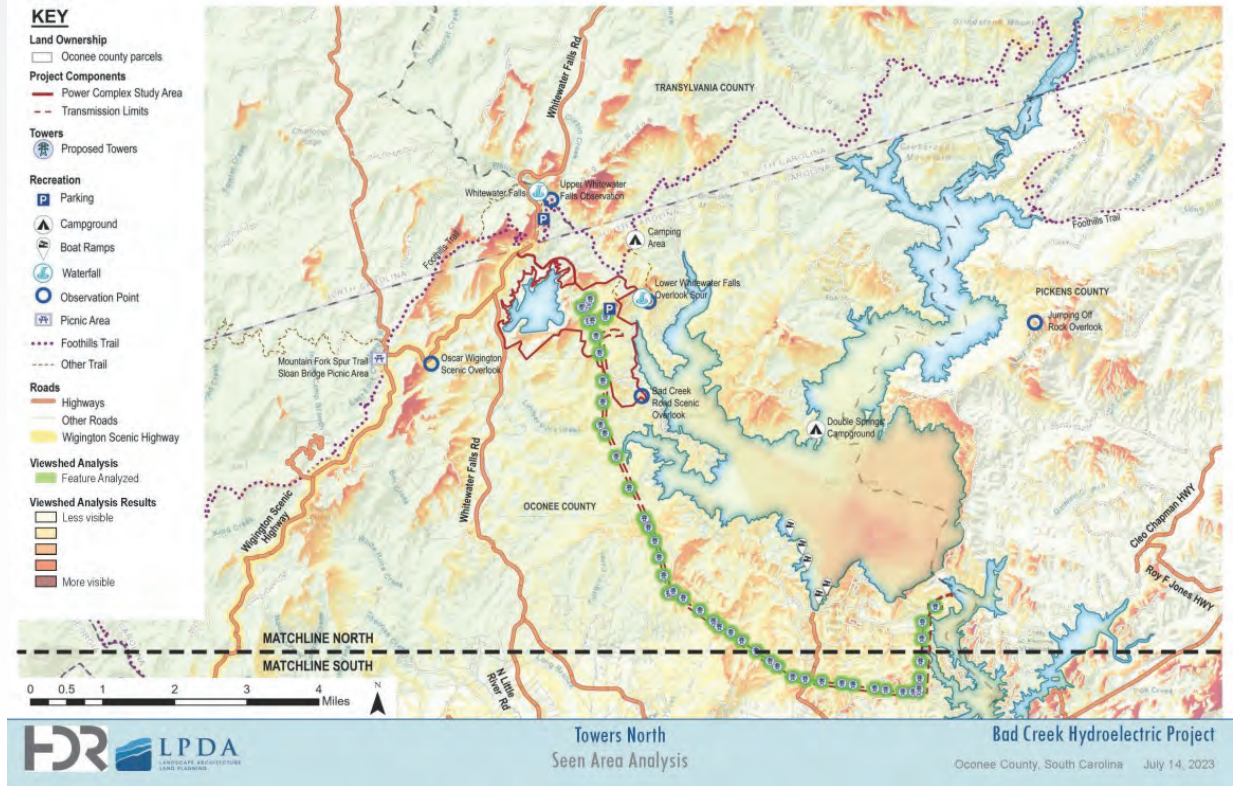 KEY
Land Ownership
Oconee county parcels
Project Components
Power Complex Study Area
Transmission Limits
Towers
Proposed Towers
Recreation
P
Parking
Campground
Boat Ramps
Waterfall
Observation Point
Picnic Area
Foothills Trail
Other Trail
Roads
Highways
Other Roads
Wigington Scenic Highway
Viewshed Analysis
Feature Analyzed
Viewshed Analysis Results
Less visible
More visible
Whitewater Falls Rd
TRANSYLVANIA COUNTY
NORTH CAROLINA
Whitewater Falls
Upper Whitewater
Falls Observation
P
Foothills Trail
Camping
Area
Foothills Trail
NORTH CAROLINA
Lower Whitewater Falls
Overlook Spur
P
PICKENS COUNTY
Jumping Off
Rock Overlook
Mountain Fork Spur Trail
Sloan Bridge Picnic Area
Oscar Wigington
Scenic Overlook
Bad Creek
Road Scenic
Overlook
Double Springs
Campground
Whitewater Falls Rd
OCONEE COUNTY
Wigington Scenic
Highway
Cleo Chapman HWY
Roy F Jones HWY
MATCHLINE NORTH
MATCHLINE SOUTH
N Little
River Rd
0 0.5 1 2 3 4
Miles
N
HDR
LPDA
LANDSCAPE ARCHITECTURE
LAND PLANNING
Towers North
Seen Area Analysis
Bad Creek Hydroelectric Project
Oconee County, South Carolina July 14, 2023